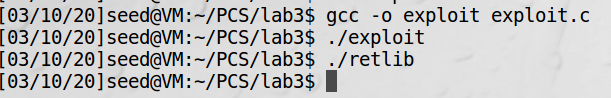 [03/10/20]seed@VM:~/PCS/lab3$ gcc -o exploit exploit.c
[03/10/20]seed@VM:~/PCS/lab3$ ./exploit
[03/10/20]seed@VM:~/PCS/lab3$ ./retlib
[03/10/20]seed@VM:~/PCS/lab3$